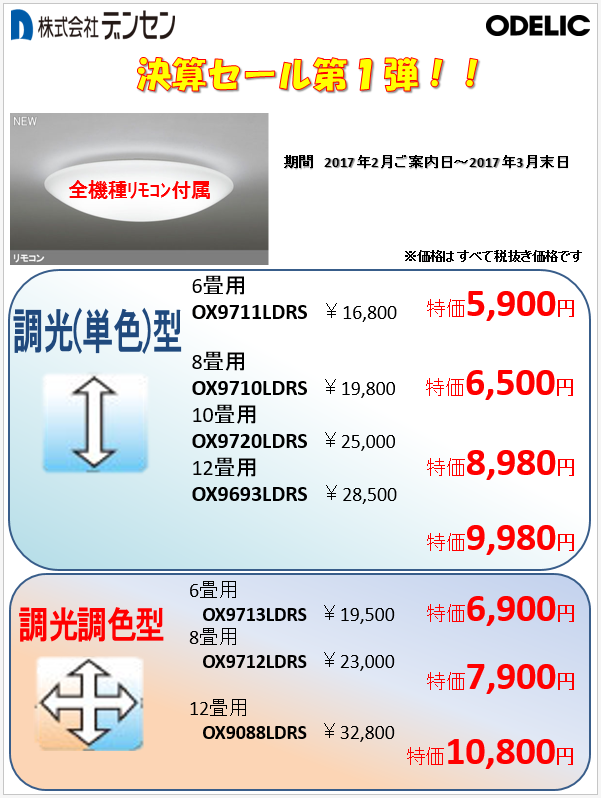 株式会社デンセン
ODELIC
決算セール第１弾！！
NEW
全機種ﾘﾓｺﾝ付属
リモコン
期間　2017年2月ご案内日～2017年3月末日
※価格はすべて税抜き価格です
調光(単色)型
6畳用
OX9711LDRS ￥16,800 特価5,900円
8畳用
OX9710LDRS ￥19,800 特価6,500円
10畳用
OX9720LDRS ￥25,000
特価8,980円
12畳用
OX9693LDRS ￥28,500
特価9,980円
調光調色型
6畳用
OX9713LDRS ￥19,500 特価6,900円
8畳用
OX9712LDRS ￥23,000
特価7,900円
12畳用
OX9088LDRS ￥32,800
特価10,800円